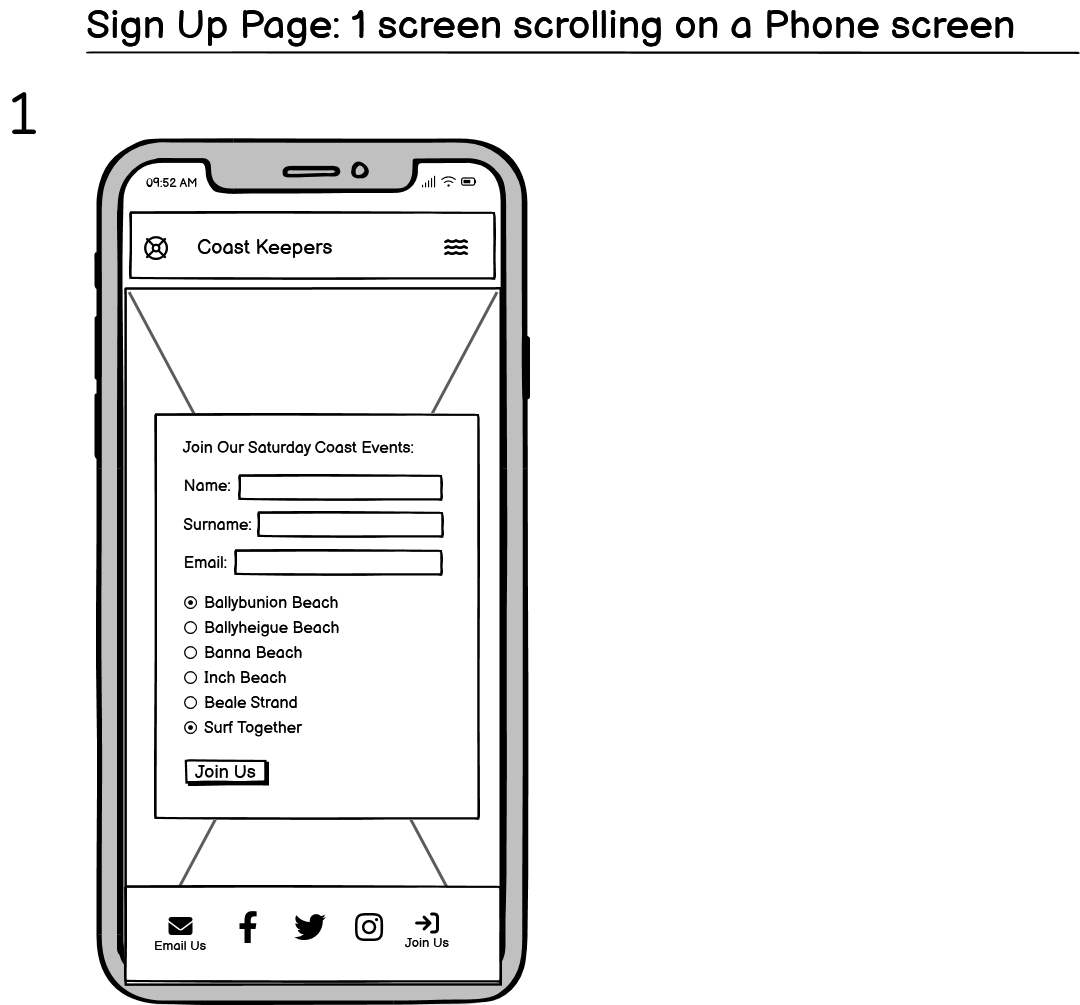 Sign Up Page: 1 screen scrolling on a Phone screen
1
09:52 AM
Coast Keepers
Join Our Saturday Coast Events:
Name:
Surname:
Email:
Ballybunion Beach
Ballyheigue Beach
Banna Beach
Inch Beach
Beale Strand
Surf Together
Join Us
Email Us
Join Us